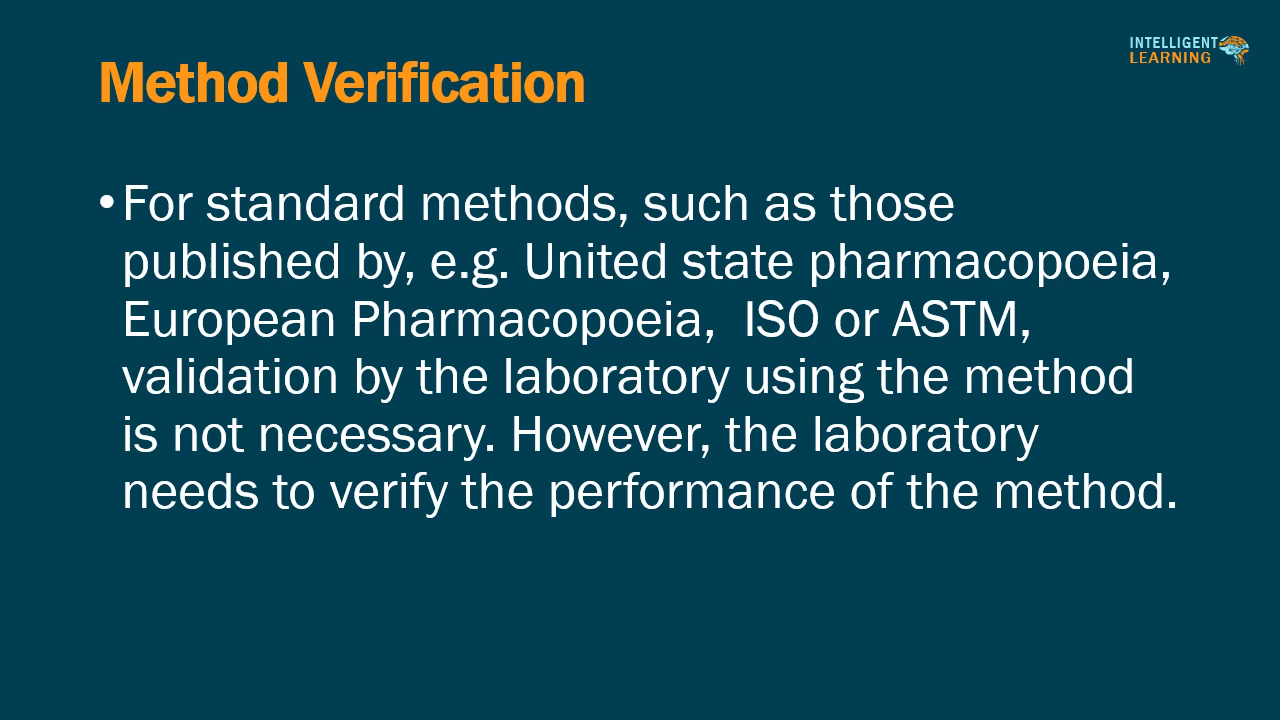 INTELLIGENT
LEARNING
Method Verification
•For standard methods, such as those
published by, e.g. United state pharmacopoeia,
European Pharmacopoeia,  ISO or ASTM,
validation by the laboratory using the method
is not necessary. However, the laboratory
needs to verify the performance of the method.